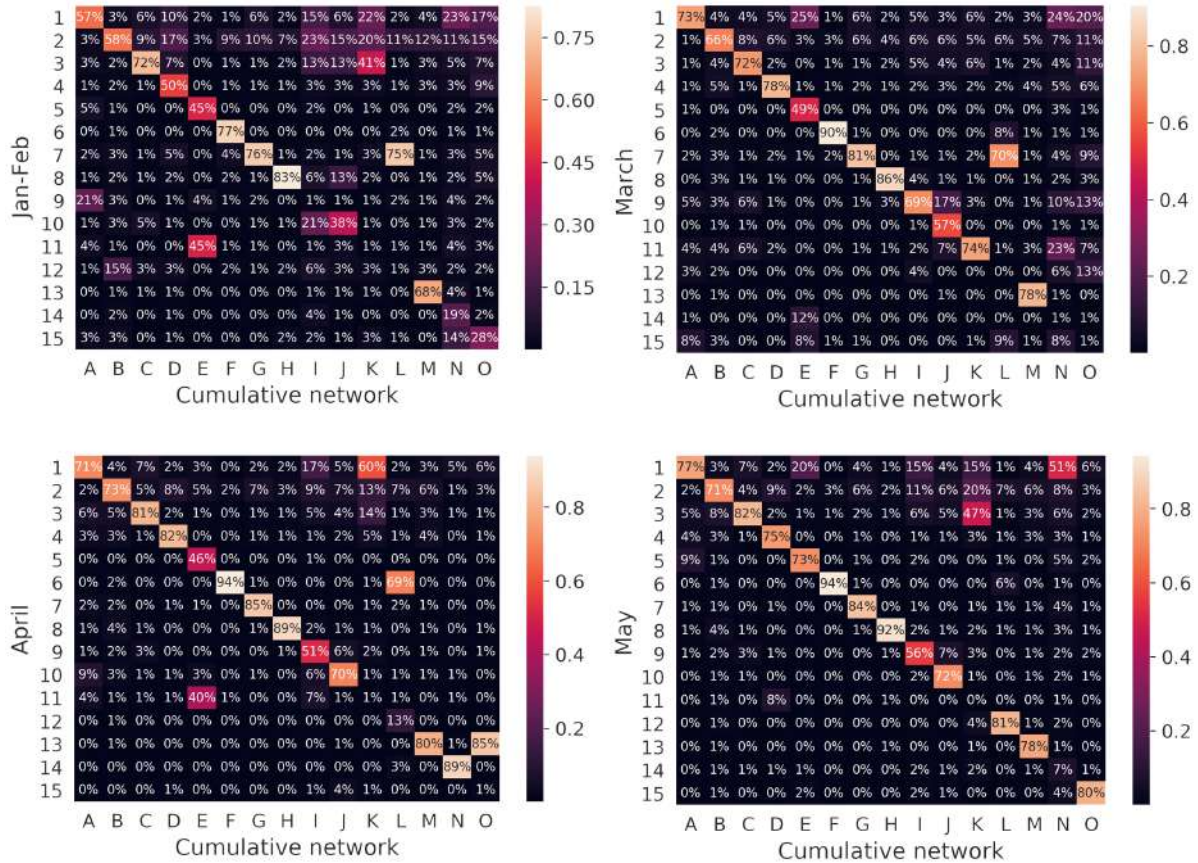 Jan-Feb
1 57% 3% 6% 10% 2% 1% 6% 2% 15% 6% 22% 2% 4% 23% 17%
2 3% 58% 9% 17% 3% 9% 10% 7% 23% 15% 20% 11% 12% 11% 15%
3 3% 2% 72% 7% 0% 1% 1% 2% 13% 13% 41% 1% 3% 5% 7%
4 1% 2% 1% 50% 1% 1% 1% 1% 3% 3% 3% 1% 3% 3% 9%
5 5% 1% 0% 0% 45% 0% 0% 0% 2% 1% 1% 0% 0% 2% 2%
6 0% 1% 0% 0% 0% 77% 0% 0% 0% 0% 0% 2% 0% 1% 1%
7 2% 3% 1% 5% 0% 4% 76% 1% 2% 1% 3% 75% 1% 3% 5%
8 1% 2% 1% 2% 0% 2% 1% 83% 6% 13% 2% 0% 1% 2% 5%
9 21% 3% 0% 1% 4% 1% 0% 0% 2% 2% 1% 0% 1% 4% 2%
10 1% 3% 5% 1% 0% 0% 0% 1% 21% 38% 1% 0% 1% 3% 2%
11 4% 1% 0% 0% 45% 1% 0% 0% 1% 3% 1% 0% 1% 4% 3%
12 1% 15% 3% 3% 0% 2% 1% 2% 6% 3% 3% 1% 3% 2% 2%
13 0% 1% 1% 0% 0% 0% 0% 1% 1% 1% 1% 0% 68% 4% 1%
14 0% 2% 0% 1% 0% 0% 0% 0% 4% 1% 1% 0% 0% 19% 2%
15 3% 3% 0% 1% 0% 0% 0% 1% 2% 1% 3% 1% 0% 14% 28%
A B C D E F G H I J K L M N O
Cumulative network
0.75
0.60
0.45
0.30
0.15
March
1 73% 4% 4% 5% 25% 1% 3% 2% 4% 4% 5% 2% 3% 24% 20%
2 1% 66% 8% 6% 3% 3% 6% 4% 6% 6% 5% 6% 5% 7% 11%
3 1% 4% 72% 2% 0% 1% 1% 2% 5% 4% 6% 1% 2% 4% 11%
4 1% 5% 1% 78% 1% 1% 2% 1% 2% 3% 2% 2% 4% 5% 6%
5 1% 0% 0% 0% 49% 0% 0% 0% 0% 1% 0% 0% 0% 1% 1%
6 0% 2% 0% 0% 0% 90% 1% 0% 0% 0% 0% 8% 1% 1% 1%
7 2% 3% 1% 2% 1% 2% 81% 0% 1% 1% 2% 70% 1% 4% 9%
8 0% 3% 1% 1% 0% 0% 1% 86% 4% 1% 1% 0% 1% 2% 3%
9 5% 3% 6% 1% 0% 0% 1% 3% 69% 17% 3% 0% 1% 10% 13%
10 0% 1% 1% 0% 0% 0% 0% 0% 1% 57% 0% 0% 0% 1% 1%
11 4% 4% 6% 2% 0% 0% 0% 1% 2% 7% 74% 1% 3% 23% 7%
12 3% 2% 0% 0% 0% 0% 0% 0% 4% 0% 0% 0% 0% 6% 13%
13 0% 1% 0% 0% 0% 0% 0% 0% 1% 0% 0% 0% 78% 1% 0%
14 1% 1% 0% 0% 12% 0% 0% 0% 0% 0% 0% 0% 0% 1% 1%
15 8% 3% 0% 0% 8% 1% 0% 0% 1% 0% 1% 9% 1% 8% 1%
A B C D E F G H I J K L M N O
Cumulative network
0.8
0.6
0.4
0.2
April
1 71% 4% 7% 2% 3% 0% 2% 2% 17% 5% 60% 2% 3% 5% 6%
2 2% 73% 5% 8% 5% 2% 7% 3% 9% 7% 13% 7% 6% 1% 3%
3 6% 5% 81% 2% 1% 0% 1% 1% 5% 4% 14% 1% 2% 0% 1%
4 3% 3% 1% 82% 0% 0% 1% 0% 1% 2% 5% 1% 4% 0% 1%
5 0% 0% 0% 0% 46% 0% 0% 0% 1% 0% 0% 0% 0% 0% 0%
6 0% 2% 0% 0% 0% 94% 1% 0% 0% 0% 1% 69% 0% 0% 0%
7 2% 2% 0% 1% 1% 0% 85% 0% 0% 0% 1% 2% 1% 0% 0%
8 1% 4% 1% 0% 0% 0% 1% 89% 2% 1% 1% 0% 1% 0% 1%
9 1% 2% 3% 0% 0% 0% 0% 1% 51% 6% 2% 0% 1% 0% 0%
10 9% 3% 1% 1% 3% 0% 1% 0% 6% 70% 1% 1% 1% 0% 0%
11 4% 1% 1% 1% 40% 1% 0% 0% 7% 1% 1% 1% 0% 0% 0%
12 0% 1% 0% 0% 0% 0% 0% 0% 0% 0% 2% 13% 0% 0% 0%
13 0% 1% 0% 0% 0% 0% 0% 0% 0% 1% 0% 0% 80% 1% 85%
14 0% 0% 0% 0% 0% 0% 0% 0% 0% 0% 0% 3% 0% 89% 0%
15 0% 1% 0% 0% 0% 0% 0% 0% 1% 4% 1% 0% 0% 0% 1%
A B C D E F G H I J K L M N O
Cumulative network
0.8
0.6
0.4
0.2
May
1 77% 3% 7% 2% 20% 0% 4% 1% 15% 4% 15% 1% 4% 51% 6%
2 2% 71% 4% 9% 2% 3% 6% 2% 11% 6% 20% 7% 6% 8% 3%
3 5% 8% 82% 2% 1% 1% 2% 1% 6% 5% 47% 1% 3% 6% 2%
4 4% 3% 1% 75% 0% 0% 1% 0% 1% 1% 3% 1% 3% 3% 1%
5 9% 1% 0% 0% 73% 0% 0% 0% 1% 0% 1% 0% 0% 5% 2%
6 0% 1% 0% 0% 0% 94% 1% 0% 0% 0% 0% 6% 0% 1% 0%
7 1% 1% 0% 1% 0% 0% 84% 0% 0% 1% 1% 1% 1% 4% 1%
8 1% 4% 1% 0% 0% 0% 1% 92% 2% 1% 2% 1% 1% 3% 1%
9 1% 2% 3% 0% 0% 0% 0% 1% 56% 7% 3% 0% 1% 2% 2%
10 0% 1% 1% 0% 0% 0% 0% 0% 2% 72% 1% 0% 1% 2% 1%
11 0% 0% 0% 8% 0% 0% 0% 0% 0% 0% 0% 0% 0% 1% 0%
12 0% 1% 0% 0% 0% 0% 0% 0% 0% 0% 4% 81% 1% 2% 0%
13 0% 1% 0% 0% 0% 0% 0% 0% 0% 0% 1% 0% 78% 1% 0%
14 0% 1% 1% 1% 2% 0% 0% 0% 1% 2% 2% 0% 1% 7% 1%
15 0% 1% 0% 0% 2% 0% 0% 0% 2% 1% 0% 0% 0% 4% 80%
A B C D E F G H I J K L M N O
Cumulative network
0.8
0.6
0.4
0.2